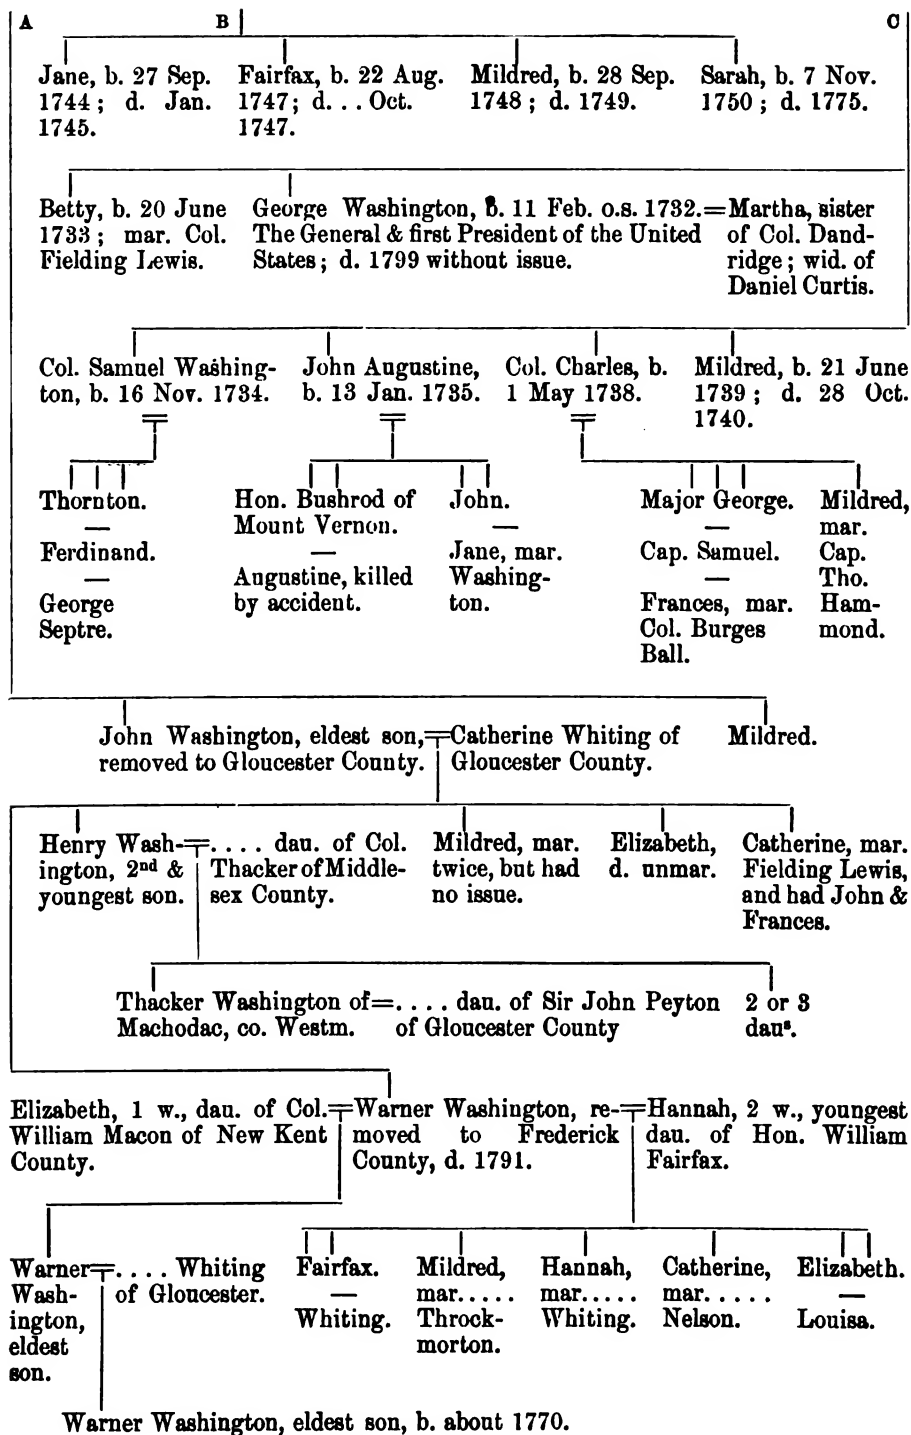 A B C
Jane, b. 27 Sep. 1744 ; d. Jan. 1745.
Fairfax, b. 22 Aug. 1747; d. . . Oct. 1747.
Mildred, b. 28 Sep. 1748 ; d. 1749.
Sarah, b. 7 Nov. 1750 ; d. 1775.
Betty, b. 20 June
1733 ; mar. Col.
Fielding Lewis.
George Washington, b. 11 Feb. o.s. 1732.=
The General & first President of the United
States ; d. 1799 without issue.
Martha, sister
of Col. Dand-
ridge ; wid. of
Daniel Curtis.
Col. Samuel Washing-
ton, b. 16 Nov. 1734.
John Augustine,
b. 13 Jan. 1735.
Col. Charles, b.
1 May 1738.
Mildred, b. 21 June
1739 ; d. 28 Oct.
1740.
Thornton.
—
Ferdinand.
—
George
Septre.
Hon. Bushrod of
Mount Vernon.
—
Augustine, killed
by accident.
John.
—
Jane, mar.
Washing-
ton.
Major George.
—
Cap. Samuel.
—
Frances, mar.
Col. Burges
Ball.
Mildred,
mar.
Cap.
Tho.
Ham-
mond.
John Washington, eldest son,
removed to Gloucester County.
Catherine Whiting of
Gloucester County.
Mildred.
Henry Wash-
ington, 2nd &
youngest son.
. . . . dau. of Col.
Thacker of Middle-
sex County.
Mildred, mar.
twice, but had
no issue.
Elizabeth,
d. unmar.
Catherine, mar.
Fielding Lewis,
and had John &
Frances.
Thacker Washington of=
Machodac, co. Westm.
. . . . dau. of Sir John Peyton
of Gloucester County
2 or 3
daus.
Elizabeth, 1 w., dau. of Col.
William Macon of New Kent
County.
Warner Washington, re-
moved to Frederick
County, d. 1791.
Hannah, 2 w., youngest
dau. of Hon. William
Fairfax.
Warner
Wash-
ington,
eldest
son.
. . . . Whiting
of Gloucester.
Fairfax.
—
Whiting.
Mildred,
mar.....
Throck-
morton.
Hannah,
mar.....
Whiting.
Catherine,
mar.....
Nelson.
Elizabeth.
—
Louisa.
Warner Washington, eldest son, b. about 1770.